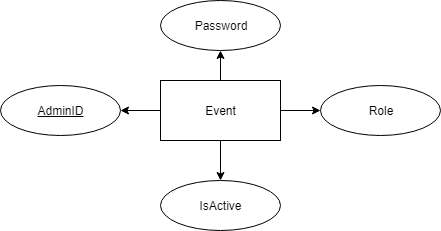 Password
AdminID
Event
Role
IsActive